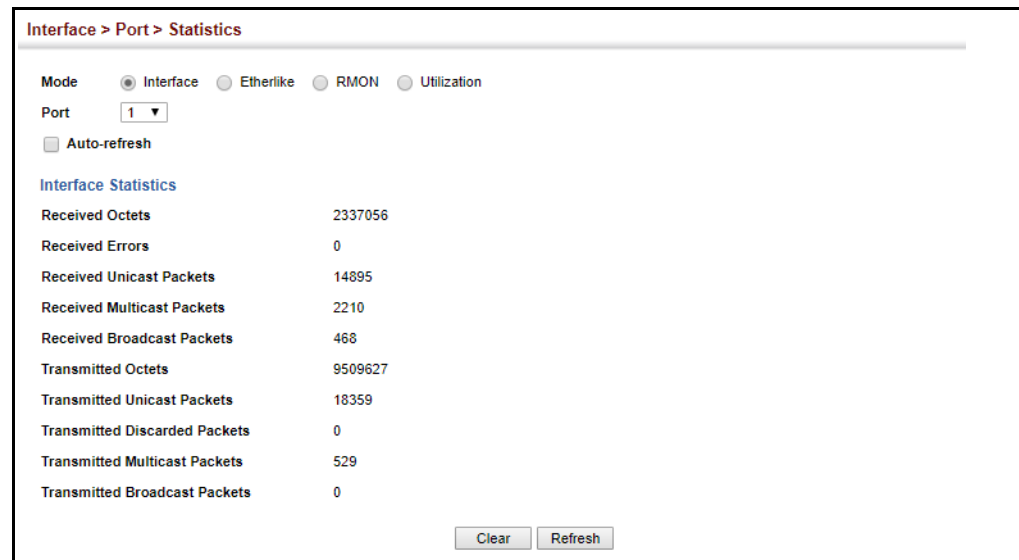 Interface > Port > Statistics
Mode Interface Etherlike RMON Utilization
Port 1
Auto-refresh
Interface Statistics
Received Octets 2337056
Received Errors 0
Received Unicast Packets 14895
Received Multicast Packets 2210
Received Broadcast Packets 468
Transmitted Octets 9509627
Transmitted Unicast Packets 18359
Transmitted Discarded Packets 0
Transmitted Multicast Packets 529
Transmitted Broadcast Packets 0
Clear Refresh